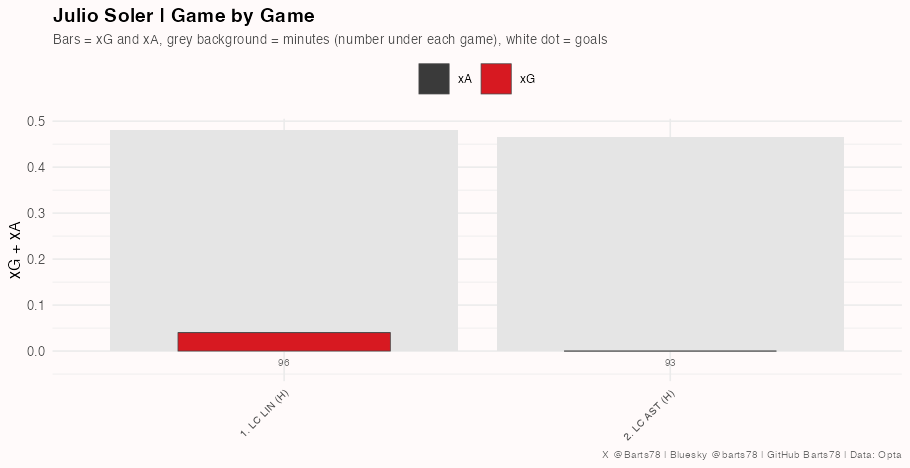 Julio Soler | Game by Game
Bars = xG and xA, grey background = minutes (number under each game), white dot = goals
xA xG
0.5
0.4
0.3
0.2
0.1
0.0
xG + xA
96 93
1. LC LIN (H) 2. LC AST (H)
X @Barts78 | Bluesky @barts78 | GitHub Barts78 | Data: Opta